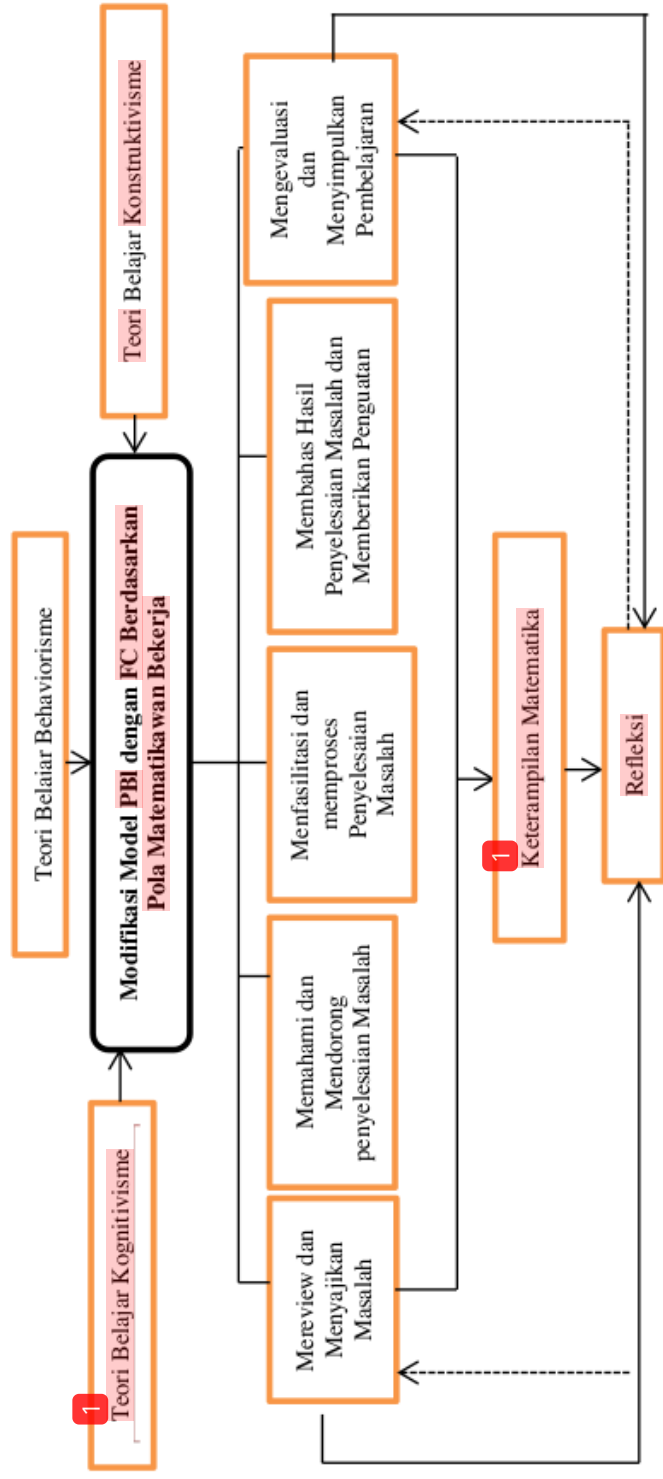 Teori Belaiar Behaviorisme
1
Teori Belajar Kognitivisme
Modifikasi Model PBI dengan FC Berdasarkan
Pola Matematikawan Bekerja
Teori Belajar Konstruktivisme
Mereview dan
Menyajikan
Masalah
Memahami dan
Mendorong
penyelesaian Masalah
Menfasilitasi dan
memproses
Penyelesaian
Masalah
Membahas Hasil
Penyelesaian Masalah dan
Memberikan Penguatan
Mengevaluasi
dan
Menyimpulkan
Pembelajaran
1
Keterampilan Matematika
Refleksi